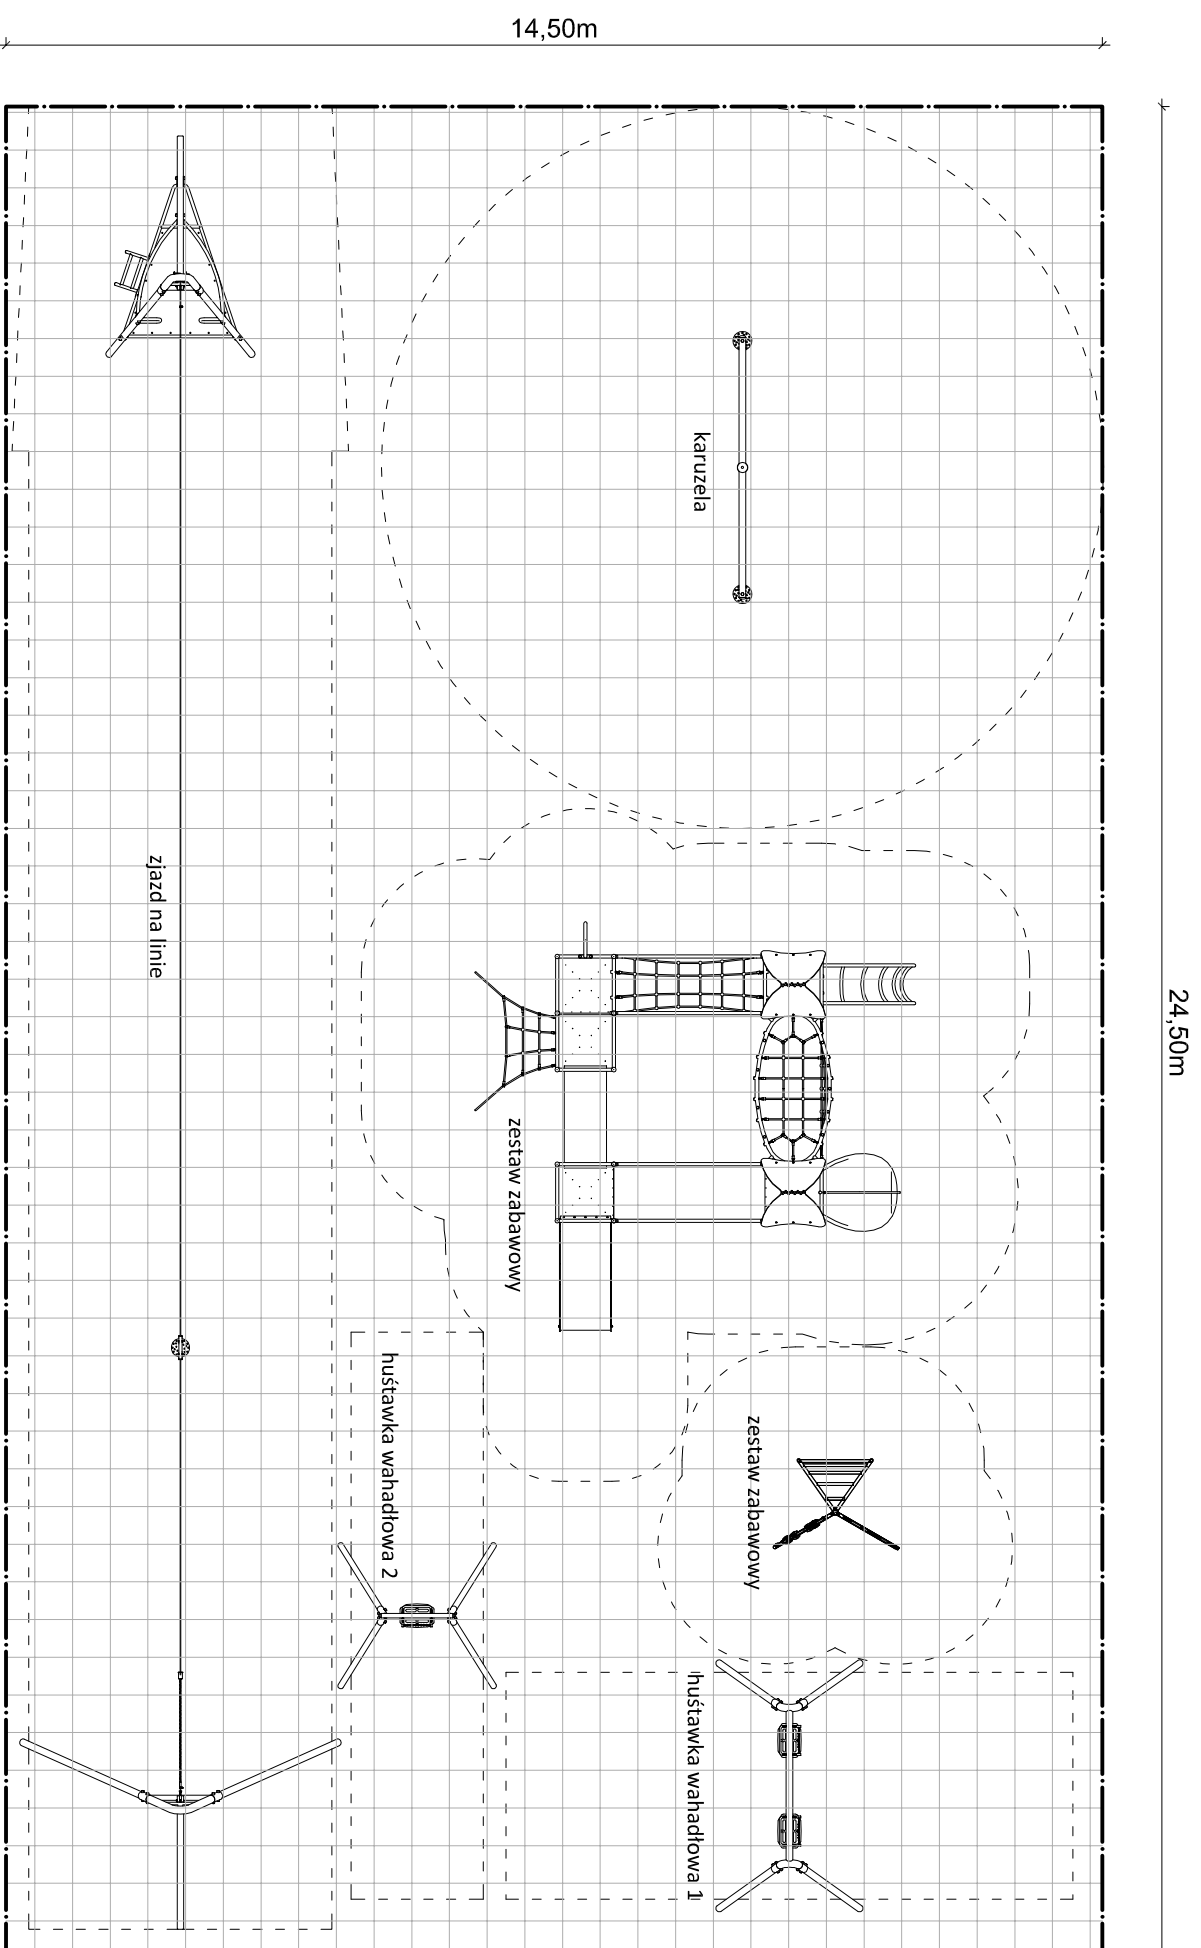 14,50m
karuzela
zjazd na linie
24,50m
zestaw zabawowy
huśtawka wahadłowa 2
zestaw zabawowy
huśtawka wahadłowa 1